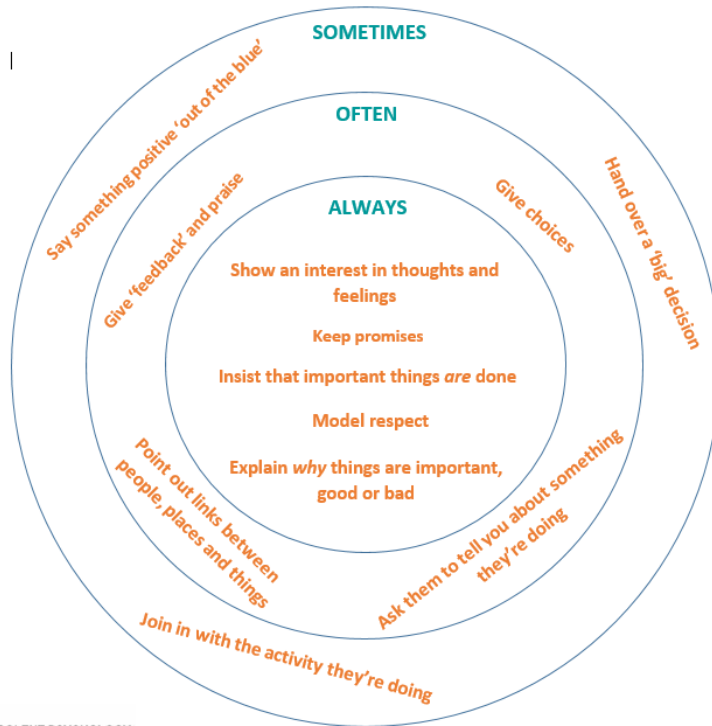 SOMETIMES
Say something positive 'out of the blue'
Hand over a 'big' decision
Join in with the activity they're doing
OFTEN
Give 'feedback' and praise
Give choices
Point out links between
people, places and things
Ask them to tell you about something
they're doing
ALWAYS
Show an interest in thoughts and
feelings
Keep promises
Insist that important things are done
Model respect
Explain why things are important,
good or bad